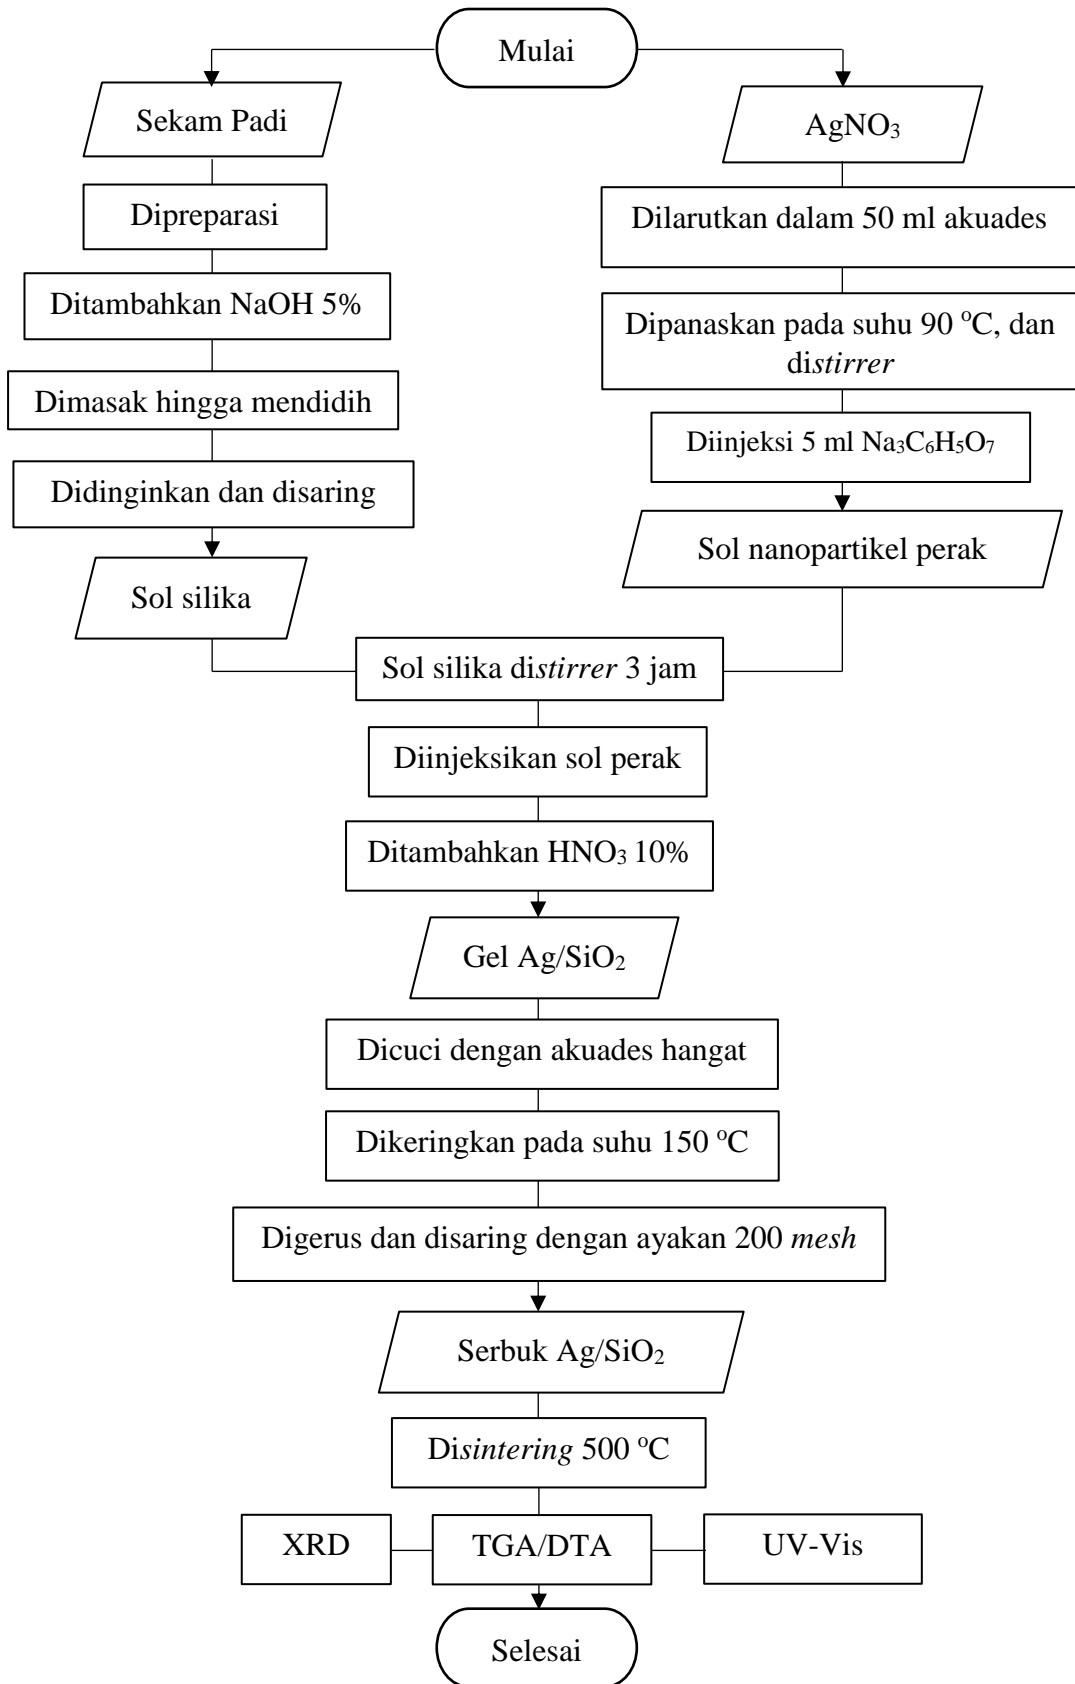 Mulai
Sekam Padi
Dipreparasi
Ditambahkan NaOH 5%
Dimasak hingga mendidih
Didinginkan dan disaring
Sol silika
AgNO₃
Dilarutkan dalam 50 ml akuades
Dipanaskan pada suhu 90 ᵒC, dan
distirrer
Diinjeksi 5 ml Na₃C₆H₅O₇
Sol nanopartikel perak
Sol silika distirrer 3 jam
Diinjeksikan sol perak
Ditambahkan HNO₃ 10%
Gel Ag/SiO₂
Dicuci dengan akuades hangat
Dikeringkan pada suhu 150 ᵒC
Digerus dan disaring dengan ayakan 200 mesh
Serbuk Ag/SiO₂
Disintering 500 ᵒC
XRD
TGA/DTA
UV-Vis
Selesai